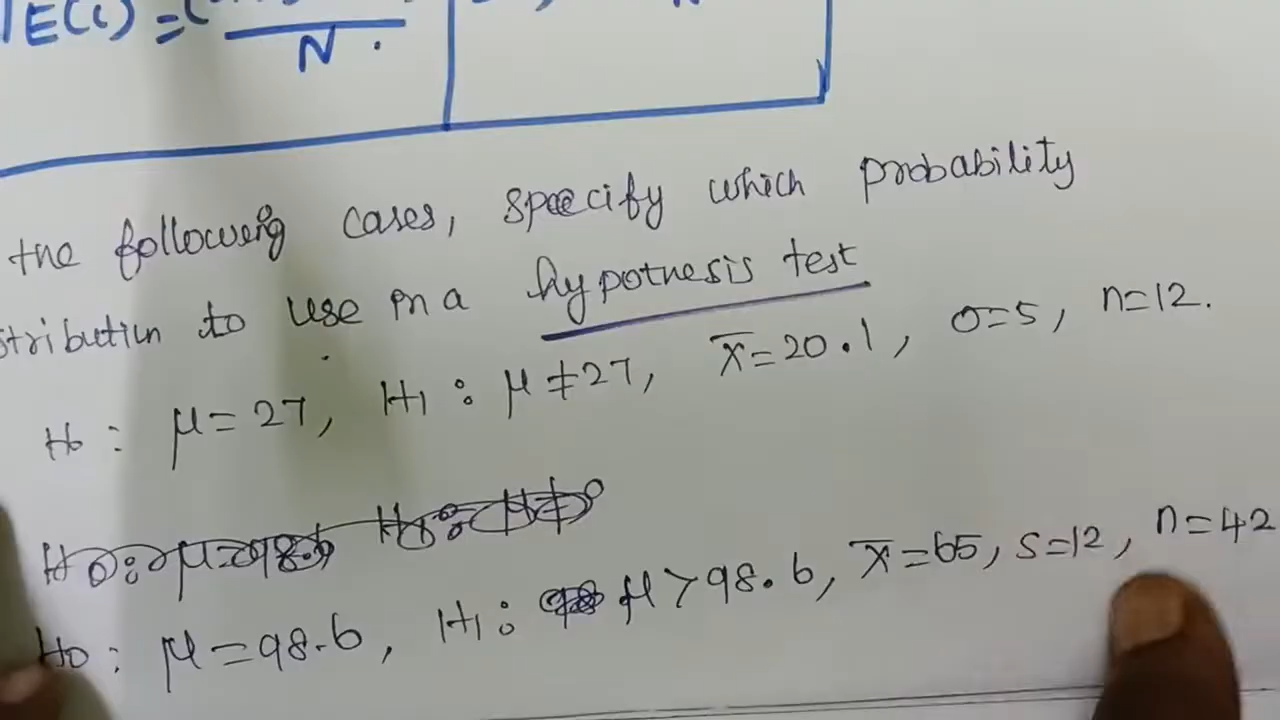 E(i) = N
N
the following cases, specify which probability
stribution to use in a hypothesis test
H₀ : μ = 27, H₁ : μ ≠ 27, x̄ = 20.1, σ=5, n=12.
H₀ : μ = 98.6, H₁ : μ > 98.6, x̄ = 65, s=12, n=42